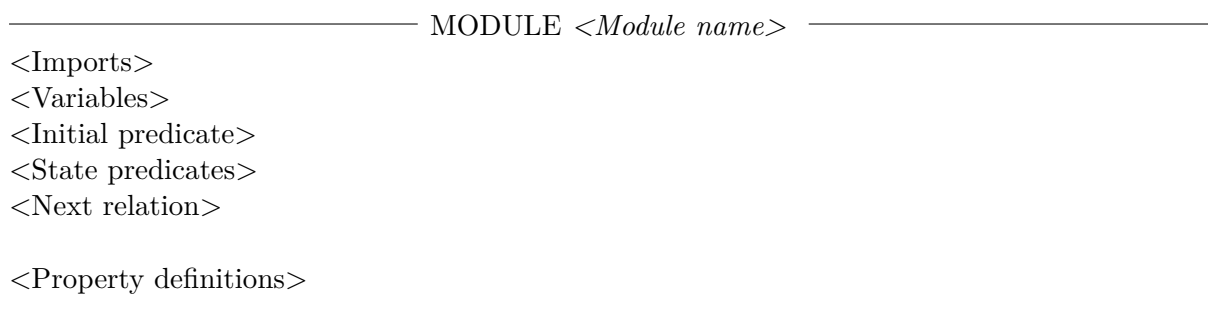 MODULE <Module name>
<Imports>
<Variables>
<Initial predicate>
<State predicates>
<Next relation>
<Property definitions>